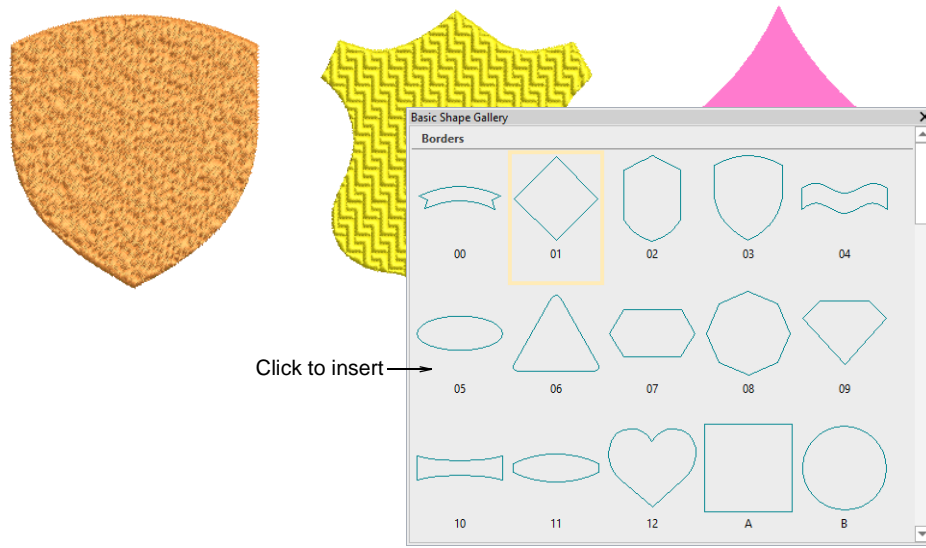 Basic Shape Gallery
Borders
00 01 02 03 04
05 06 07 08 09
Click to insert
10 11 12 A B